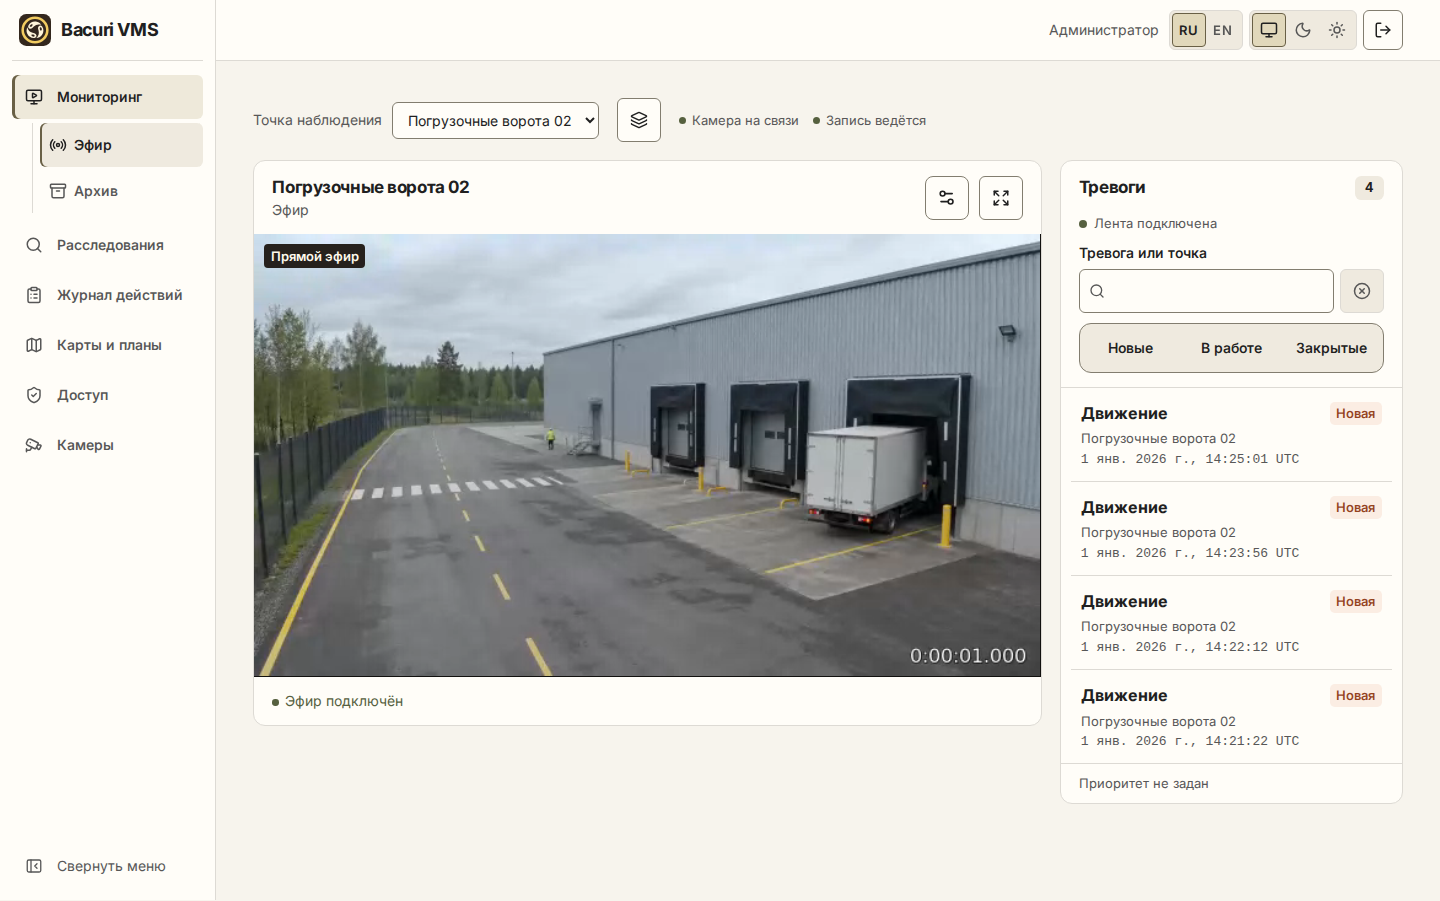 Bacuri VMS
Администратор
RU EN
Мониторинг
Эфир
Архив
Расследования
Журнал действий
Карты и планы
Доступ
Камеры
Свернуть меню
Точка наблюдения
Погрузочные ворота 02
Камера на связи
Запись ведётся
Погрузочные ворота 02
Эфир
Прямой эфир
0:00:01.000
Эфир подключён
Тревоги
4
Лента подключена
Тревога или точка
Новые В работе Закрытые
Движение Новая
Погрузочные ворота 02
1 янв. 2026 г., 14:25:01 UTC
Движение Новая
Погрузочные ворота 02
1 янв. 2026 г., 14:23:56 UTC
Движение Новая
Погрузочные ворота 02
1 янв. 2026 г., 14:22:12 UTC
Движение Новая
Погрузочные ворота 02
1 янв. 2026 г., 14:21:22 UTC
Приоритет не задан